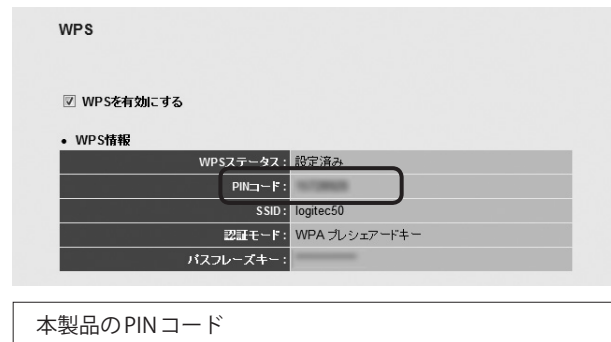 WPS
WPSを有効にする
• WPS情報
WPSステータス: 設定済み
PINコード:
SSID: logitec50
認証モード: WPA プレシェアードキー
パスフレーズキー:
本製品のPINコード